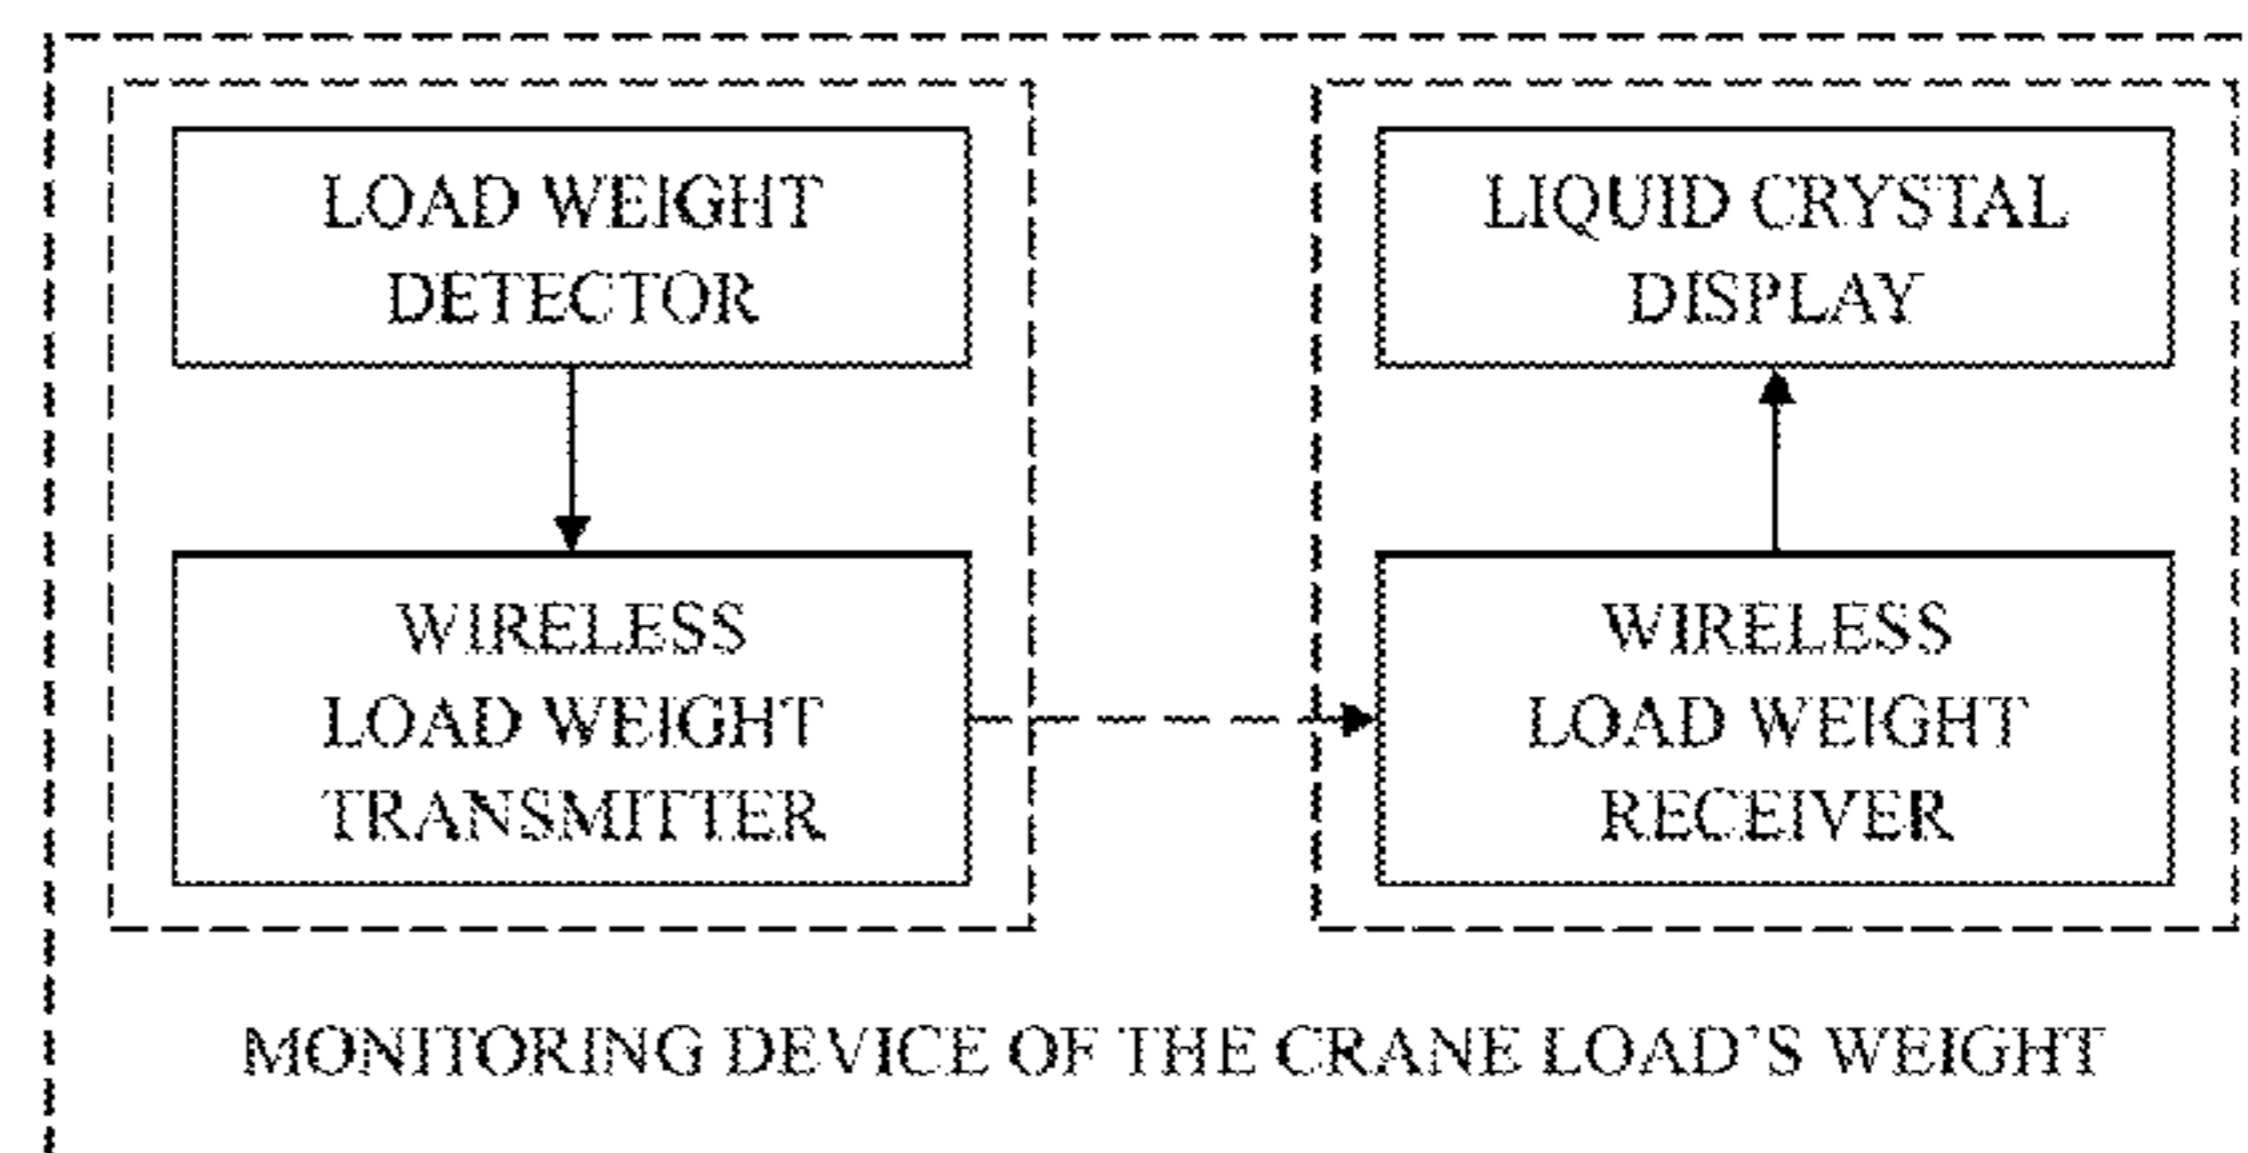 LOAD WEIGHT
DETECTOR
WIRELESS
LOAD WEIGHT
TRANSMITTER
LIQUID CRYSTAL
DISPLAY
WIRELESS
LOAD WEIGHT
RECEIVER
MONITORING DEVICE OF THE CRANE LOAD'S WEIGHT